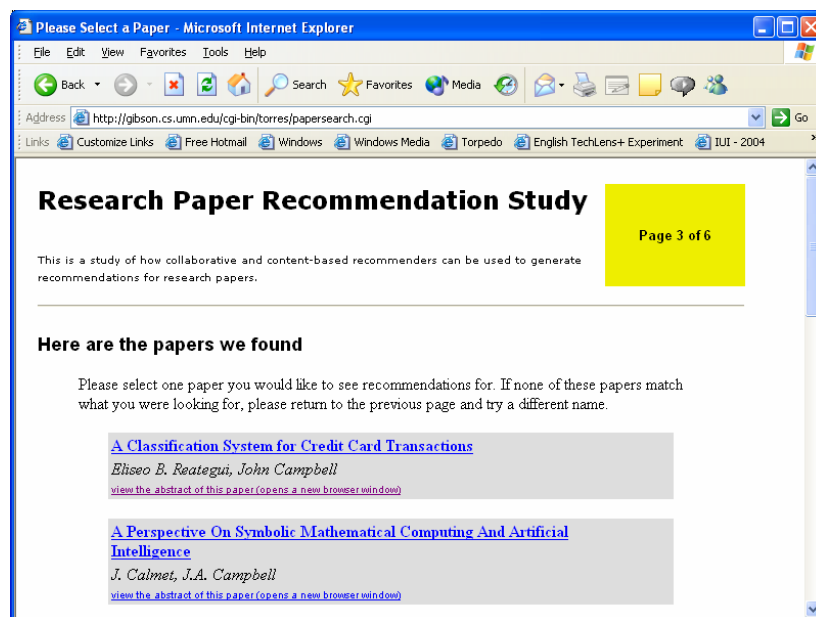 Please Select a Paper - Microsoft Internet Explorer
File Edit View Favorites Tools Help
Back Search Favorites Media
Address http://gibson.cs.umn.edu/cgi-bin/torres/papersearch.cgi Go
Links Customize Links Free Hotmail Windows Windows Media Torpedo English TechLens+ Experiment IUI - 2004 »
Research Paper Recommendation Study
Page 3 of 6
This is a study of how collaborative and content-based recommenders can be used to generate
recommendations for research papers.
Here are the papers we found
Please select one paper you would like to see recommendations for. If none of these papers match
what you were looking for, please return to the previous page and try a different name.
A Classification System for Credit Card Transactions
Eliseo B. Reategui, John Campbell
view the abstract of this paper (opens a new browser window)
A Perspective On Symbolic Mathematical Computing And Artificial
Intelligence
J. Calmet, J.A. Campbell
view the abstract of this paper (opens a new browser window)